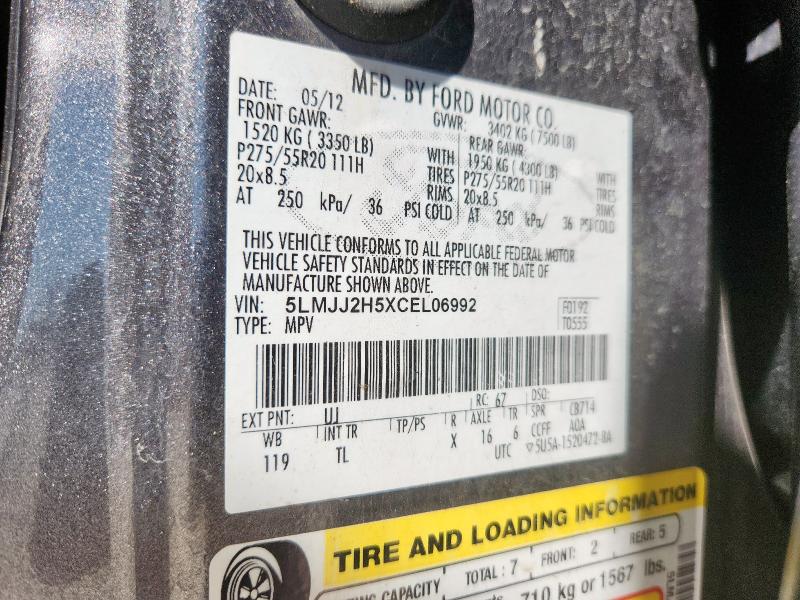 MFD. BY FORD MOTOR CO.
DATE: 05/12 GVWR: 3402 KG ( 7500 LB)
FRONT GAWR: REAR GAWR:
1520 KG ( 3350 LB) WITH 1950 KG ( 4300 LB) WITH
P275/55R20 111H TIRES P275/55R20 111H TIRES
20x8.5 RIMS 20x8.5 RIMS
AT 250 kPa/ 36 PSI COLD AT 250 kPa/ 36 PSI COLD
THIS VEHICLE CONFORMS TO ALL APPLICABLE FEDERAL MOTOR
VEHICLE SAFETY STANDARDS IN EFFECT ON THE DATE OF
MANUFACTURE SHOWN ABOVE.
VIN: 5LMJJ2H5XCEL06992 F0192
TYPE: MPV T0555
RC: 67 DSO:
EXT PNT: UJ R AXLE TR SPR CB714
WB INT TR TP/PS X 16 6 CCFF AOA
119 TL UTC ▽5U5A-1520472-BA
TIRE AND LOADING INFORMATION
CAPACITY TOTAL : 7 FRONT: 2 REAR: 5
710 kg or 1567 lbs.